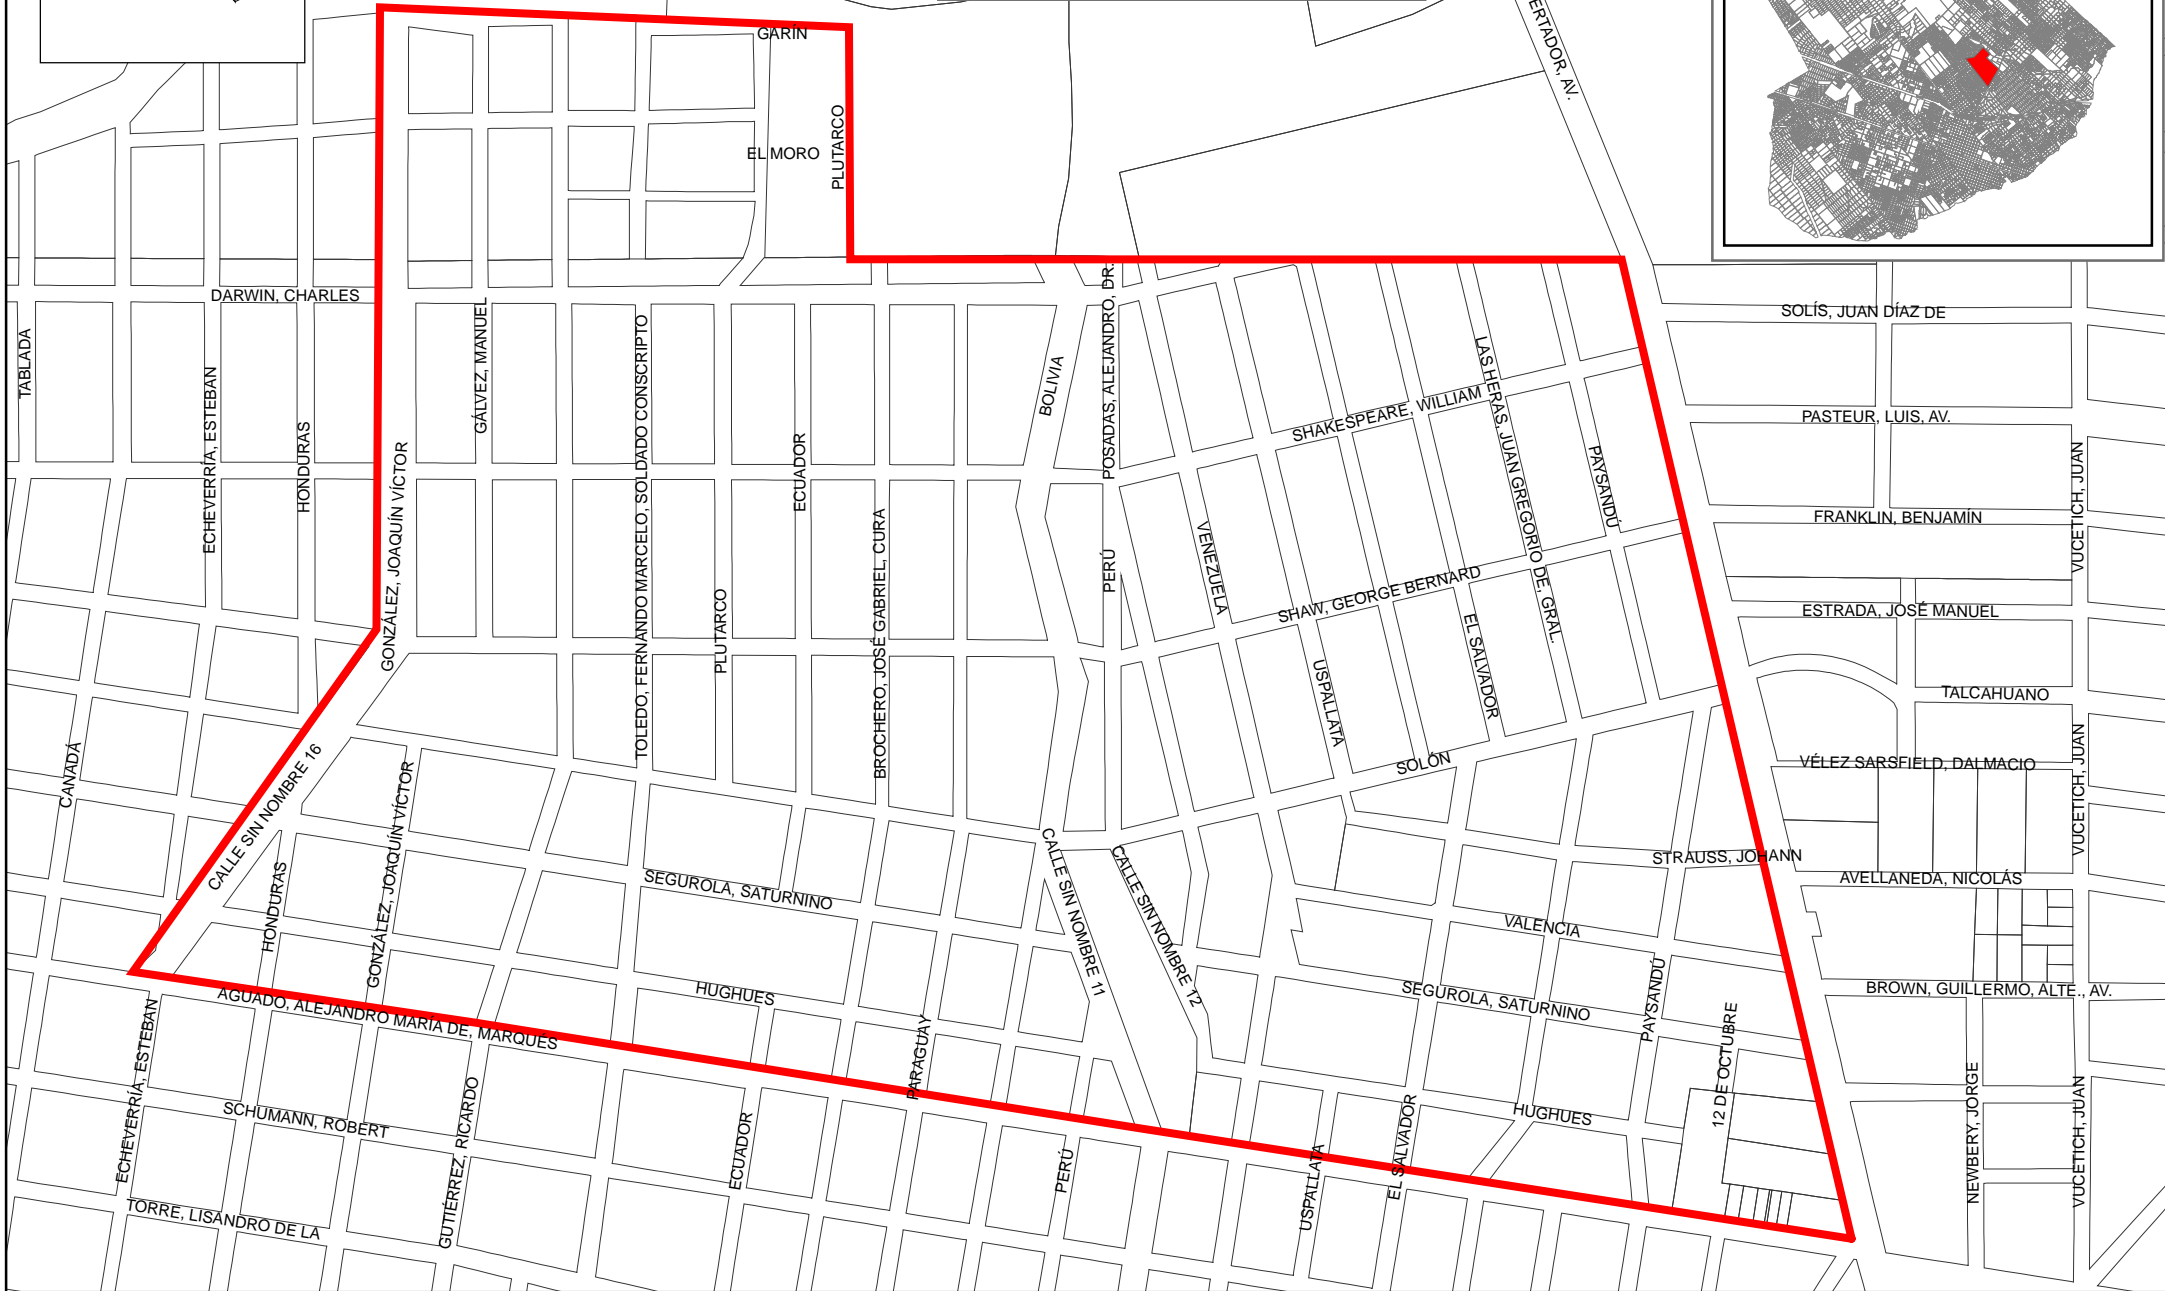 GARÍN
ERTADOR, AV.
PLUTARCO
EL MORO
DARWIN, CHARLES
SOLÍS, JUAN DÍAZ DE
TABLADA
ECHEVERRÍA, ESTEBAN
HONDURAS
GONZÁLEZ, JOAQUÍN VÍCTOR
GÁLVEZ, MANUEL
TOLEDO, FERNANDO MARCELO, SOLDADO CONSCRIPTO
ECUADOR
BOLIVIA
POSADAS, ALEJANDRO, DR.
SHAKESPEARE, WILLIAM
LAS HERAS, JUAN GREGORIO DE, GRAL.
PAYSANDÚ
PASTEUR, LUIS, AV.
VUCETICH, JUAN
FRANKLIN, BENJAMÍN
BROCHERO, JOSÉ GABRIEL, CURA
PLUTARCO
PERÚ
VENEZUELA
SHAW, GEORGE BERNARD
EL SALVADOR
USPALLATA
ESTRADA, JOSÉ MANUEL
TALCAHUANO
CANADÁ
CALLE SIN NOMBRE 16
GONZÁLEZ, JOAQUÍN VÍCTOR
SOLÓN
VÉLEZ SARSFIELD, DALMACIO
VUCETICH, JUAN
HONDURAS
SEGUROLA, SATURNINO
CALLE SIN NOMBRE 11
CALLE SIN NOMBRE 12
STRAUSS, JOHANN
AVELLANEDA, NICOLÁS
VALENCIA
PAYSANDÚ
HUGHUES
SEGUROLA, SATURNINO
BROWN, GUILLERMO, ALTE., AV.
AGUADO, ALEJANDRO MARÍA DE, MARQUÉS
ECHEVERRÍA, ESTEBAN
PARAGUAY
12 DE OCTUBRE
NEWBERY, JORGE
VUCETICH, JUAN
SCHUMANN, ROBERT
GUTIÉRREZ, RICARDO
ECUADOR
PERÚ
USPALLATA
EL SALVADOR
HUGHUES
TORRE, LISANDRO DE LA